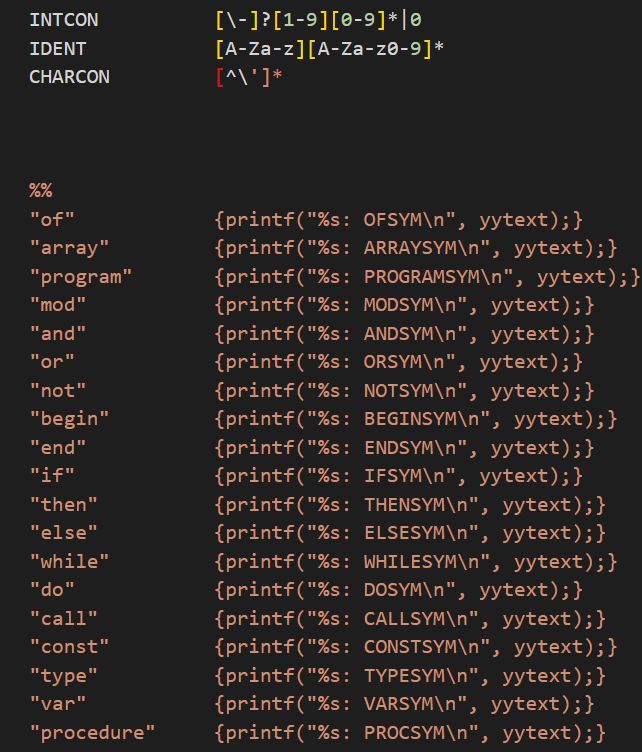 INTCON [\-]?[1-9][0-9]*|0
IDENT [A-Za-z][A-Za-z0-9]*
CHARCON [^\']*
%%
"of" {printf("%s: OFSYM\n", yytext);}
"array" {printf("%s: ARRAYSYM\n", yytext);}
"program" {printf("%s: PROGRAMSYM\n", yytext);}
"mod" {printf("%s: MODSYM\n", yytext);}
"and" {printf("%s: ANDSYM\n", yytext);}
"or" {printf("%s: ORSYM\n", yytext);}
"not" {printf("%s: NOTSYM\n", yytext);}
"begin" {printf("%s: BEGINSYM\n", yytext);}
"end" {printf("%s: ENDSYM\n", yytext);}
"if" {printf("%s: IFSYM\n", yytext);}
"then" {printf("%s: THENSYM\n", yytext);}
"else" {printf("%s: ELSESYM\n", yytext);}
"while" {printf("%s: WHILESYM\n", yytext);}
"do" {printf("%s: DOSYM\n", yytext);}
"call" {printf("%s: CALLSYM\n", yytext);}
"const" {printf("%s: CONSTSYM\n", yytext);}
"type" {printf("%s: TYPESYM\n", yytext);}
"var" {printf("%s: VARSYM\n", yytext);}
"procedure" {printf("%s: PROCSYM\n", yytext);}